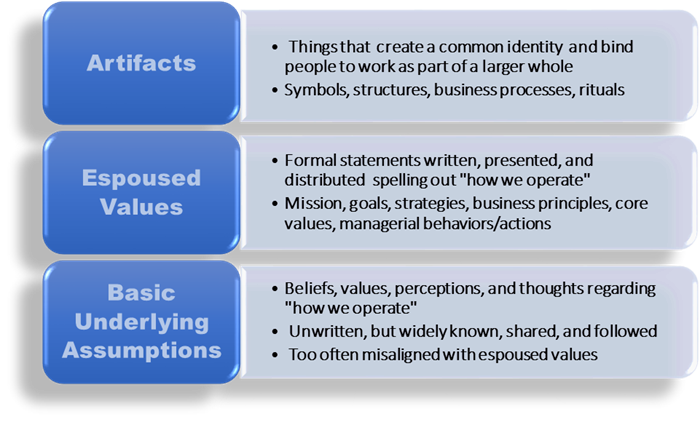 Artifacts
• Things that create a common identity and bind
people to work as part of a larger whole
• Symbols, structures, business processes, rituals
Espoused
Values
• Formal statements written, presented, and
distributed spelling out "how we operate"
• Mission, goals, strategies, business principles, core
values, managerial behaviors/actions
Basic
Underlying
Assumptions
• Beliefs, values, perceptions, and thoughts regarding
"how we operate"
• Unwritten, but widely known, shared, and followed
• Too often misaligned with espoused values